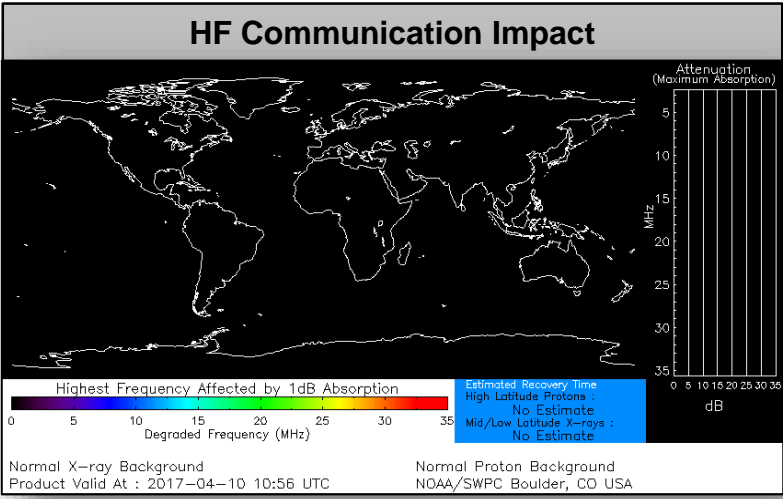 HF Communication Impact
Attenuation
(Maximum Absorption)
5
10
15
20
25
30
35
MHz
0 5 10 15 20 25 30 35
dB
Highest Frequency Affected by 1dB Absorption
0 5 10 15 20 25 30 35
Degraded Frequency (MHz)
Estimated Recovery Time
High Latitude Protons :
No Estimate
Mid/Low Latitude X-rays :
No Estimate
Normal X-ray Background
Normal Proton Background
Product Valid At : 2017-04-10 10:56 UTC
NOAA/SWPC Boulder, CO USA